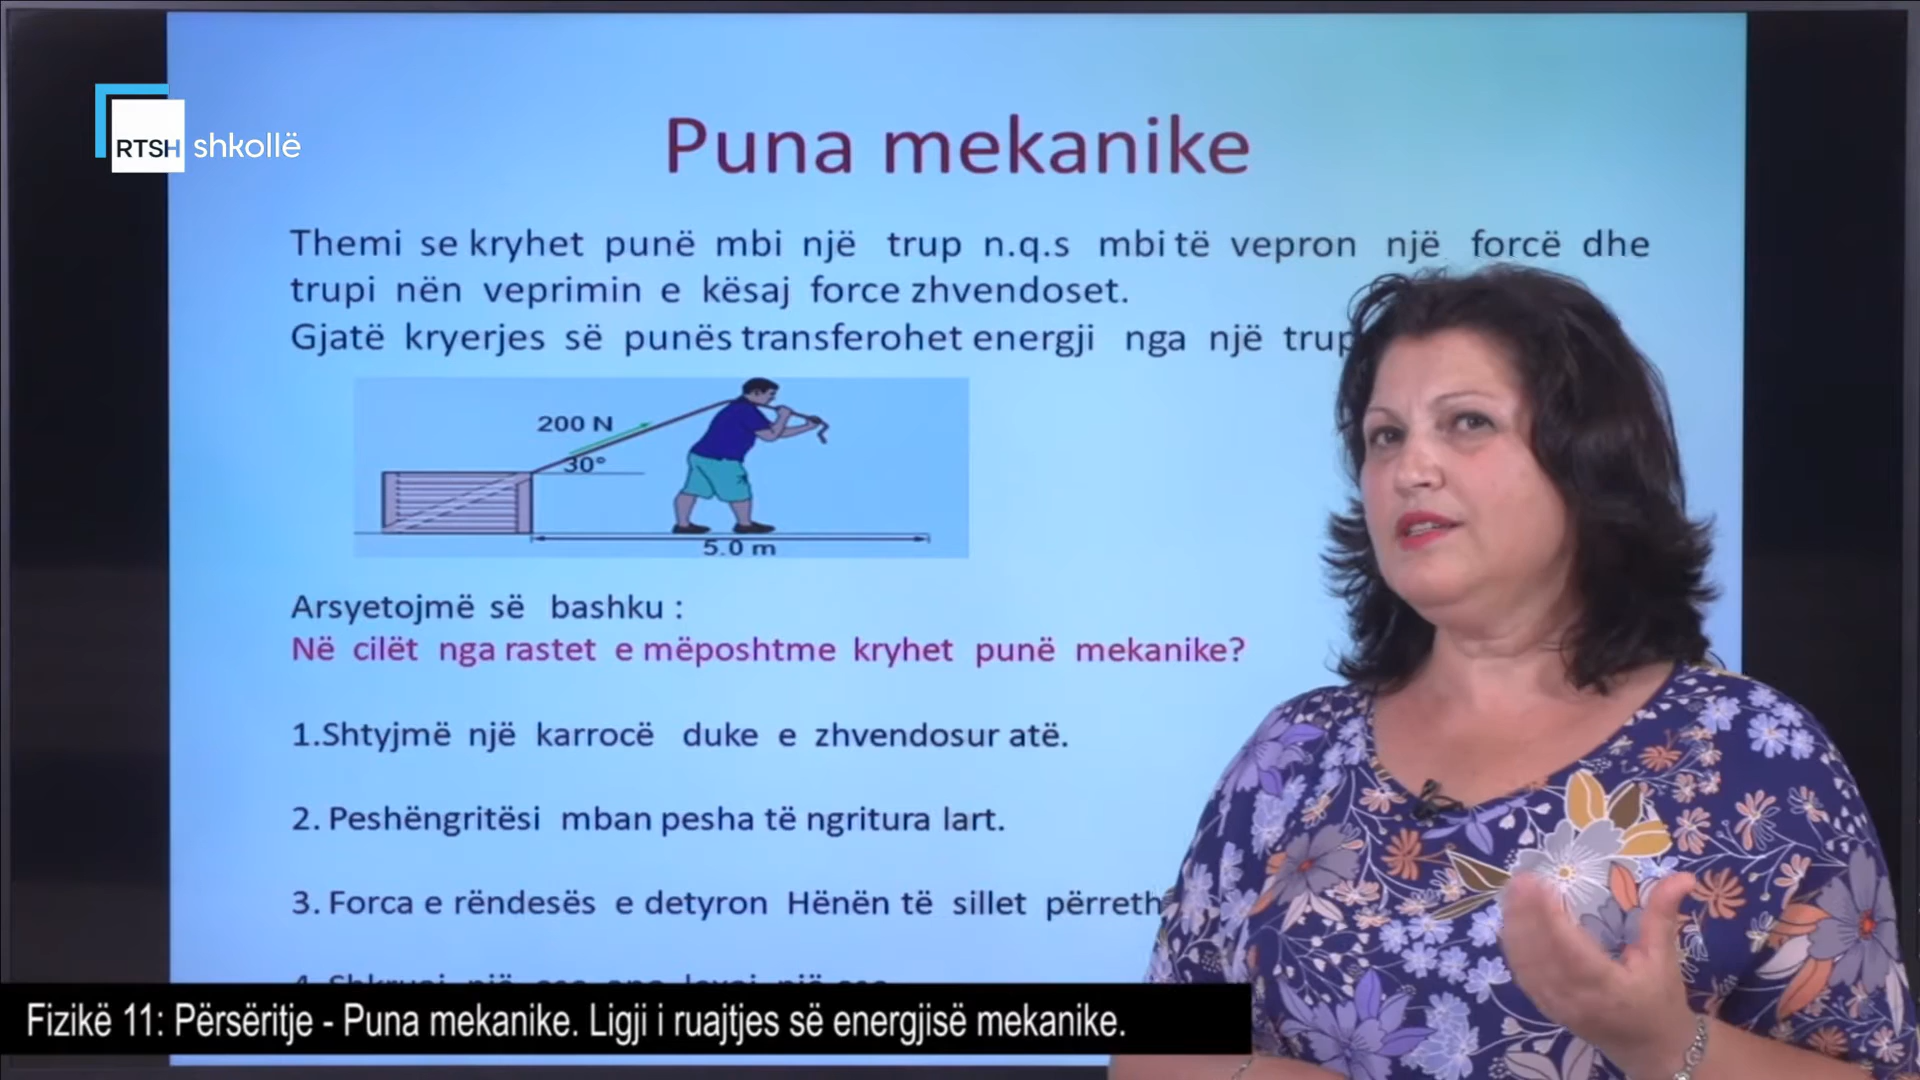 RTSH shkollë
Puna mekanike
Themi se kryhet punë mbi një trup n.q.s mbi të vepron një forcë dhe
trupi nën veprimin e kësaj force zhvendoset.
Gjatë kryerjes së punës transferohet energji nga një trup
200 N
30°
5.0 m
Arsyetojmë së bashku :
Në cilët nga rastet e mëposhtme kryhet punë mekanike?
1.Shtyjmë një karrocë duke e zhvendosur atë.
2. Peshëngritësi mban pesha të ngritura lart.
3. Forca e rëndesës e detyron Hënën të sillet përreth
Fizikë 11: Përsëritje - Puna mekanike. Ligji i ruajtjes së energjisë mekanike.